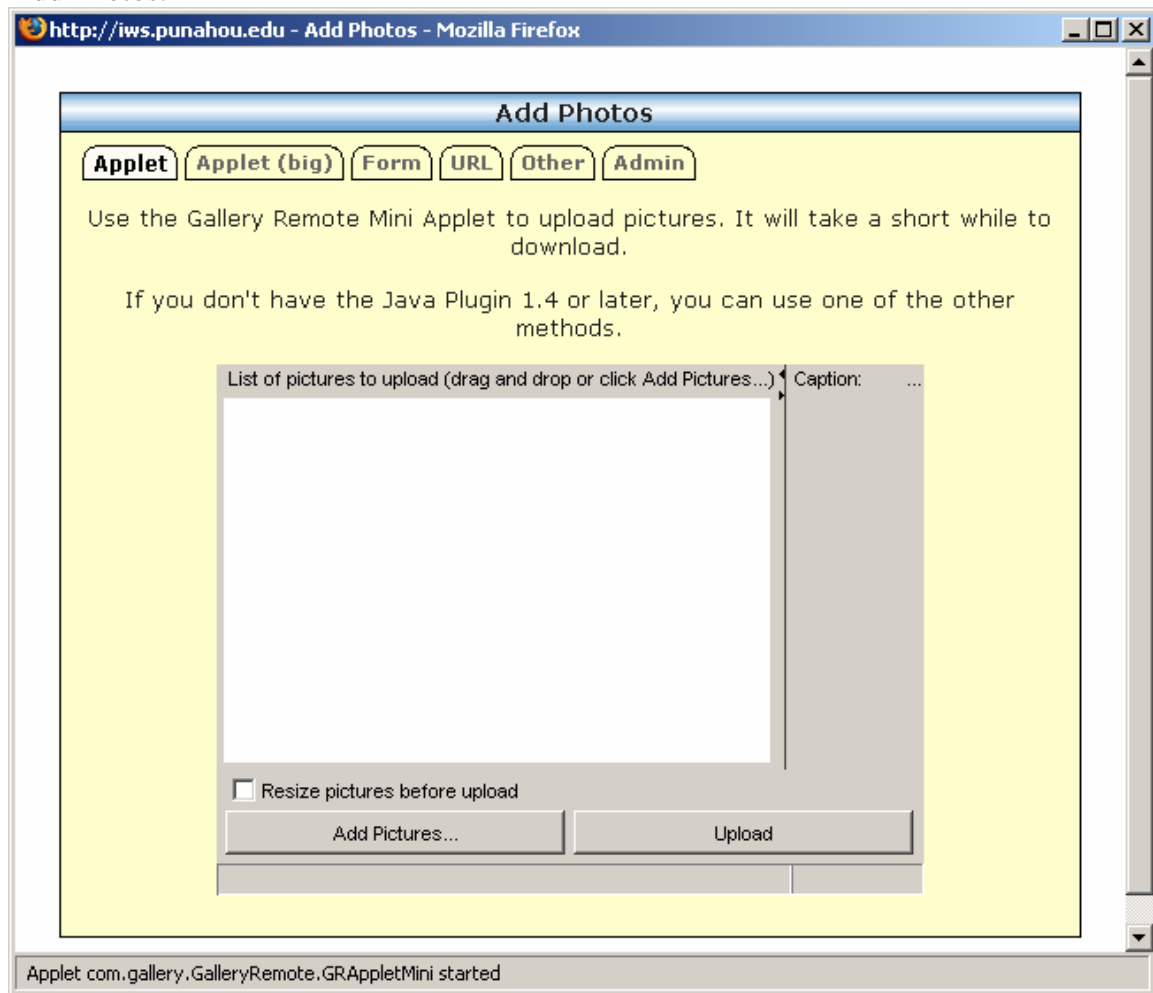 http://iws.punahou.edu - Add Photos - Mozilla Firefox
Add Photos
Applet Applet (big) Form URL Other Admin
Use the Gallery Remote Mini Applet to upload pictures. It will take a short while to
download.
If you don't have the Java Plugin 1.4 or later, you can use one of the other
methods.
List of pictures to upload (drag and drop or click Add Pictures...) Caption: ...
Resize pictures before upload
Add Pictures... Upload
Applet com.gallery.GalleryRemote.GRAppletMini started